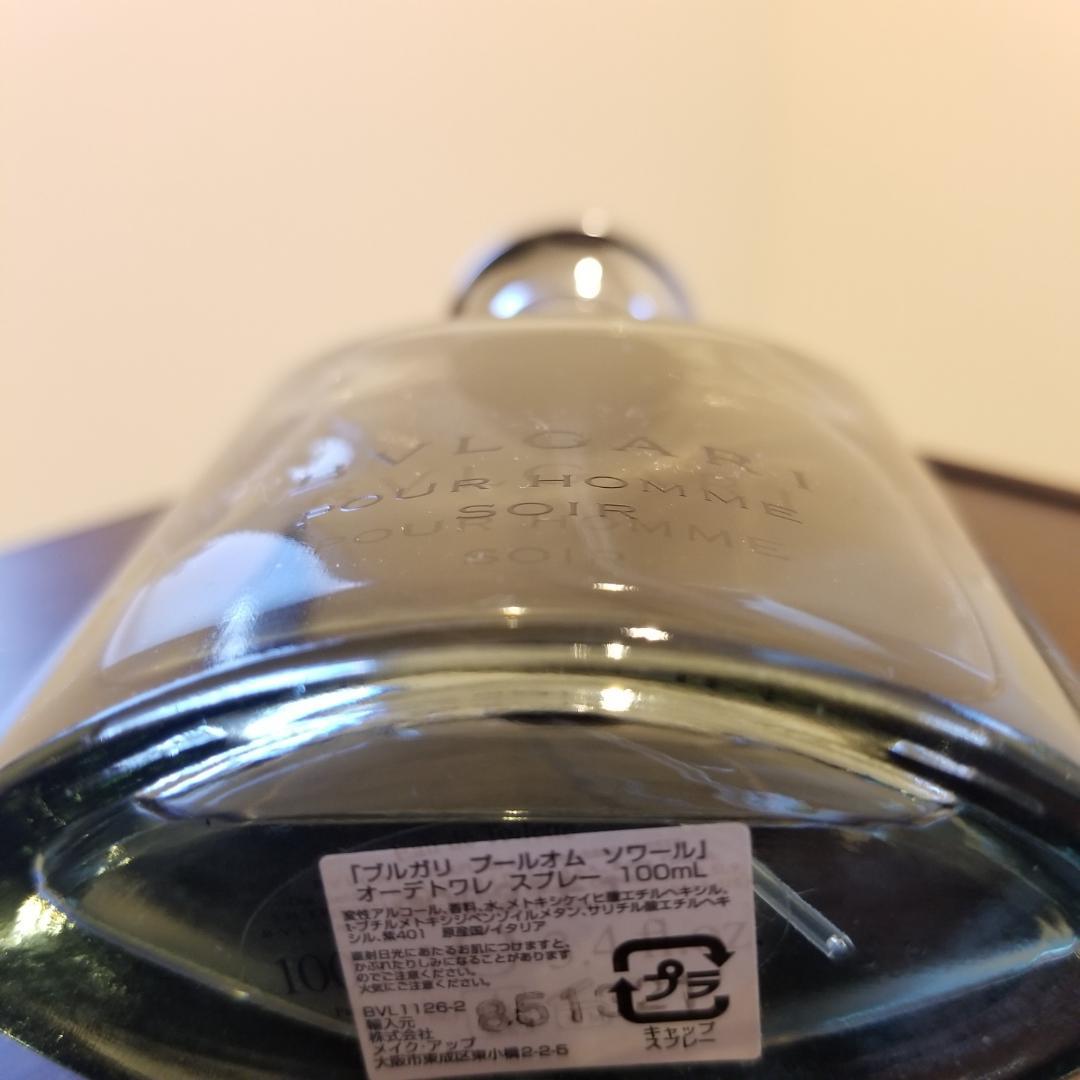 BVLGARI
POUR HOMME
SOIR
POUR HOMME
SOIR
「ブルガリ プールオム ソワール」
オーデトワレ スプレー 100mL
変性アルコール、香料、水、メトキシケイヒ酸エチルヘキシル、
t-ブチルメトキシジベンゾイルメタン、サリチル酸エチルヘキ
シル、紫401 原産国/イタリア
直射日光にあたるお肌につけますと、
かぶれたりしみになることがあります
のでご注意ください。
火気にご注意ください。
BVL1126-2
輸入元
株式会社
メイク・アップ
大阪市東成区東小橋2-2-5
プラ
キャップ
スプレー